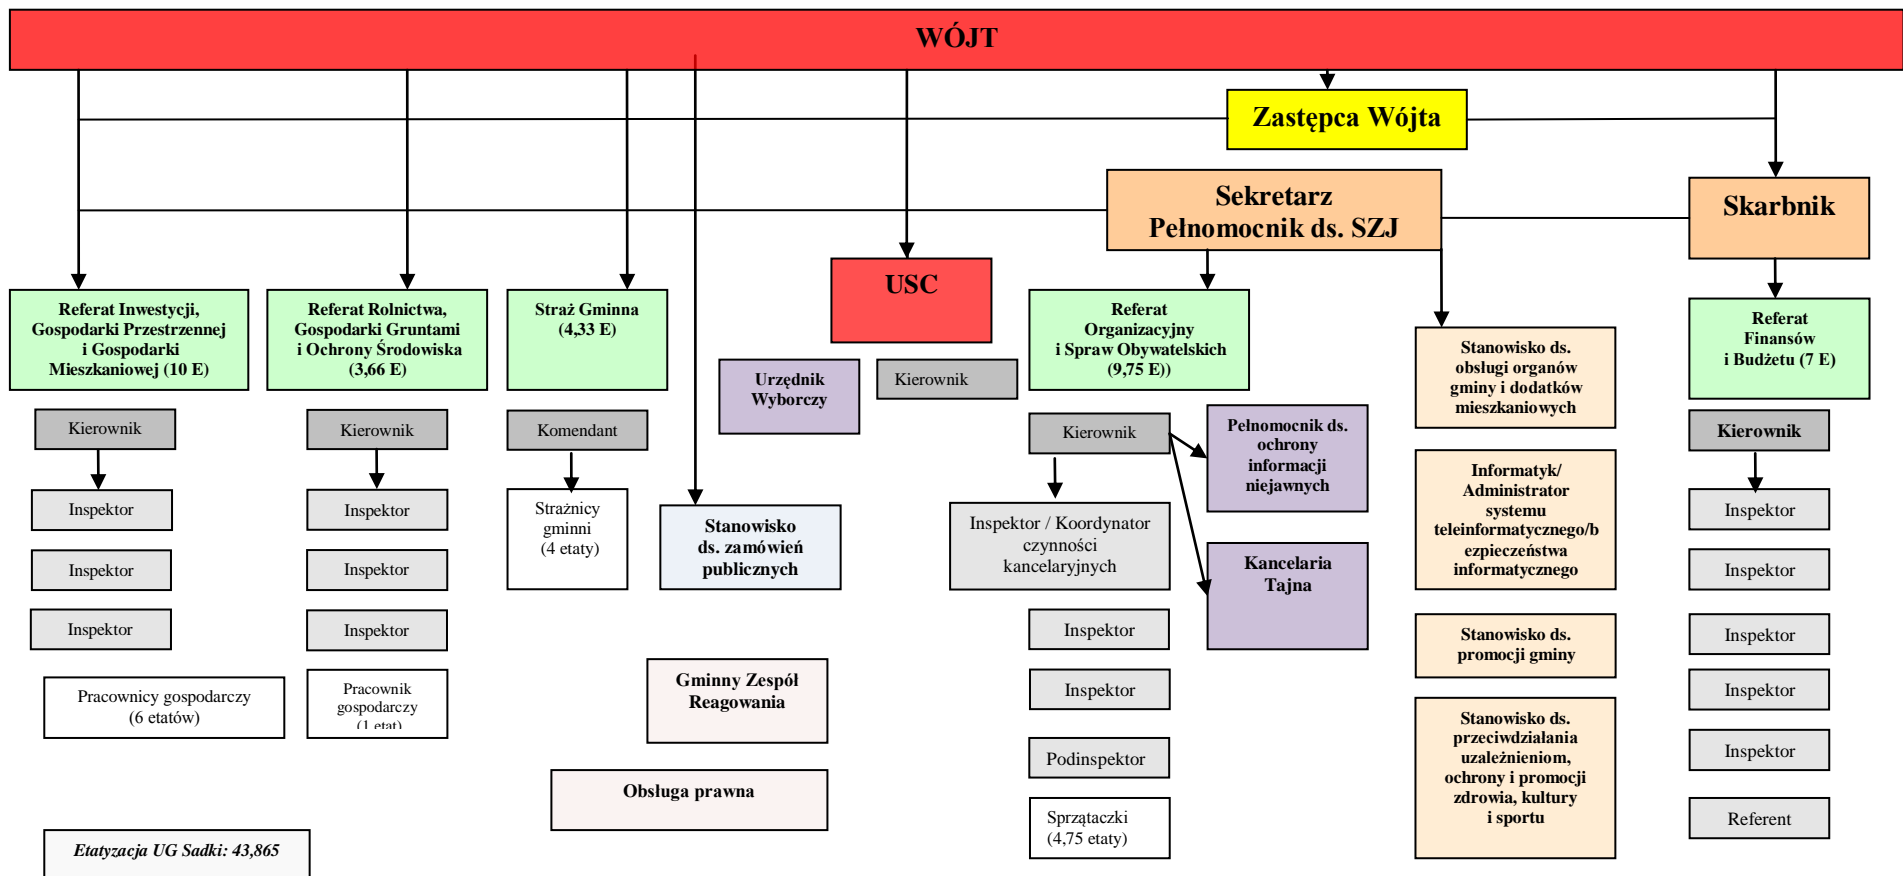 WÓJT
Zastępca Wójta
Sekretarz
Pełnomocnik ds. SZJ
Skarbnik
Referat Inwestycji,
Gospodarki Przestrzennej
i Gospodarki
Mieszkaniowej (10 E)
Kierownik
Inspektor
Inspektor
Inspektor
Pracownicy gospodarczy
(6 etatów)
Referat Rolnictwa,
Gospodarki Gruntami
i Ochrony Środowiska
(3,66 E)
Kierownik
Inspektor
Inspektor
Inspektor
Pracownik
gospodarczy
(1 etat)
Straż Gminna
(4,33 E)
Komendant
Strażnicy
gminni
(4 etaty)
Stanowisko
ds. zamówień
publicznych
Gminny Zespół
Reagowania
Obsługa prawna
USC
Urzędnik
Wyborczy
Kierownik
Referat
Organizacyjny
i Spraw Obywatelskich
(9,75 E))
Kierownik
Inspektor / Koordynator
czynności
kancelaryjnych
Inspektor
Inspektor
Podinspektor
Sprzątaczki
(4,75 etaty)
Pełnomocnik ds.
ochrony
informacji
niejawnych
Kancelaria
Tajna
Stanowisko ds.
obsługi organów
gminy i dodatków
mieszkaniowych
Informatyk/
Administrator
systemu
teleinformatycznego/b
ezpieczeństwa
informatycznego
Stanowisko ds.
promocji gminy
Stanowisko ds.
przeciwdziałania
uzależnieniom,
ochrony i promocji
zdrowia, kultury
i sportu
Referat
Finansów
i Budżetu (7 E)
Kierownik
Inspektor
Inspektor
Inspektor
Inspektor
Inspektor
Referent
Etatyzacja UG Sadki: 43,865